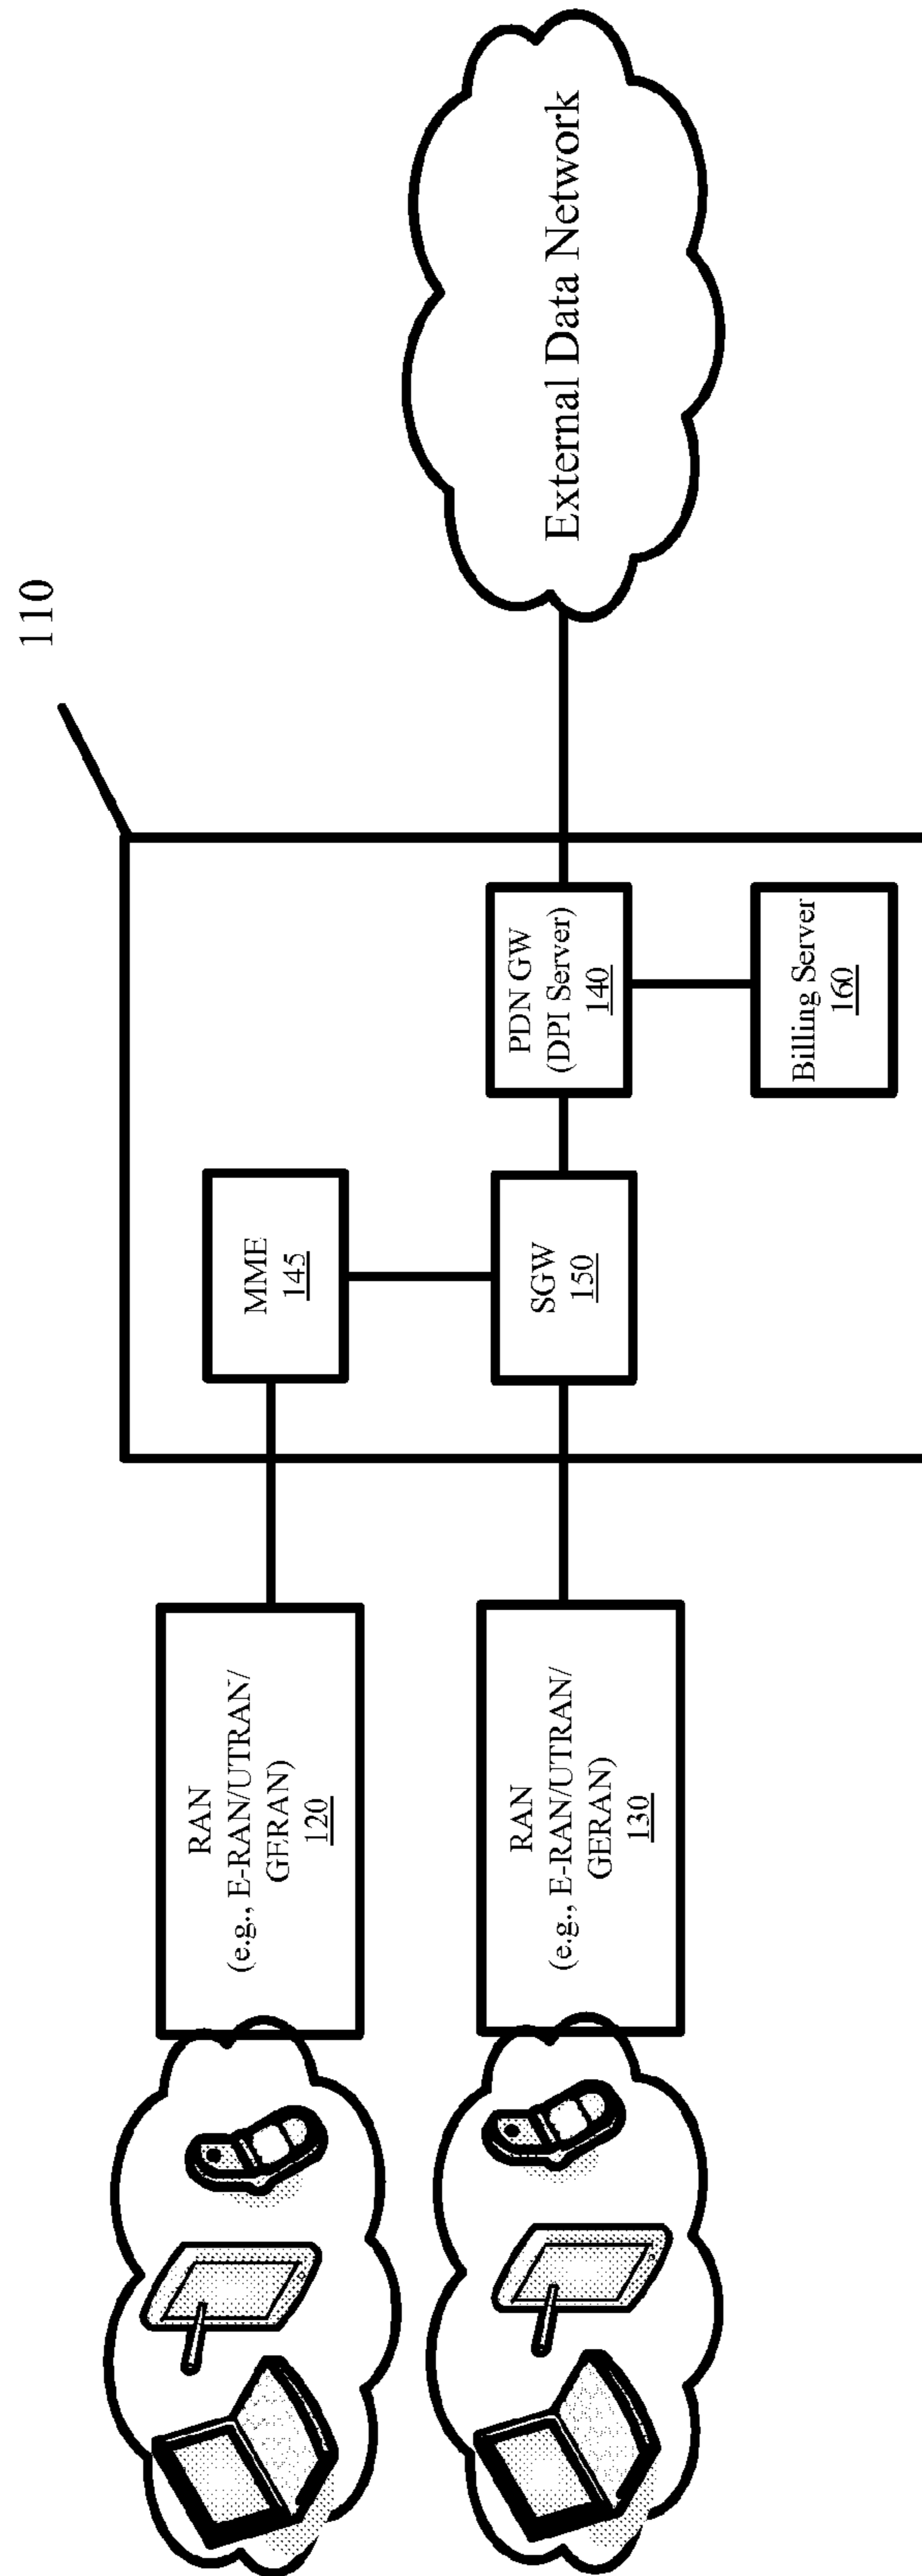 110
RAN
(e.g., E-RAN/UTRAN/
GERAN)
120
MME
145
RAN
(e.g., E-RAN/UTRAN/
GERAN)
130
SGW
150
PDN GW
(DPI Server)
140
Billing Server
160
External Data Network